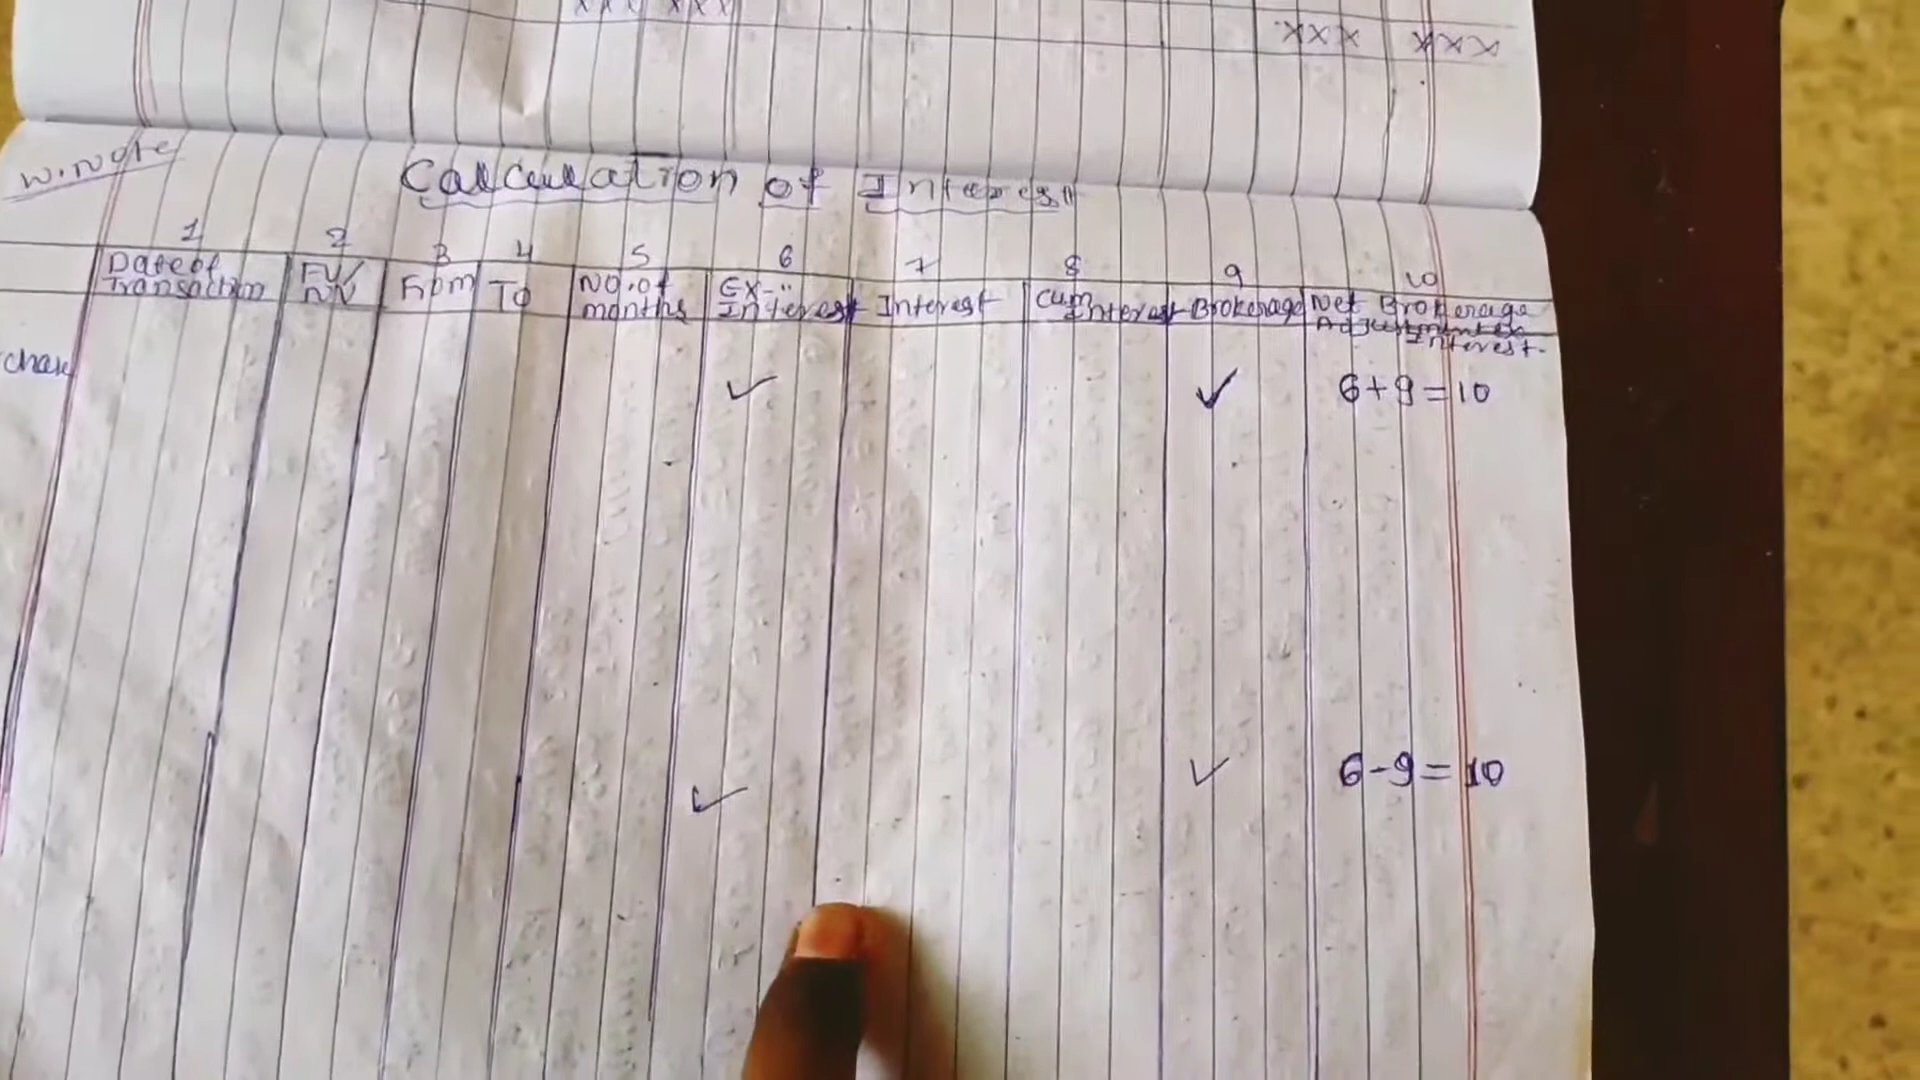 xxx xxx
xxx xxx
W.Note
Calculation of Interest
1 2 3 4 5 6 7 8 9 10
Date of Transaction FV/NV From To No.of months Ex-Interest Interest Cum Interest Brokerage Net Brokerage Adjustment Interest.
✓ ✓ 6+9=10
✓ ✓ 6-9=10